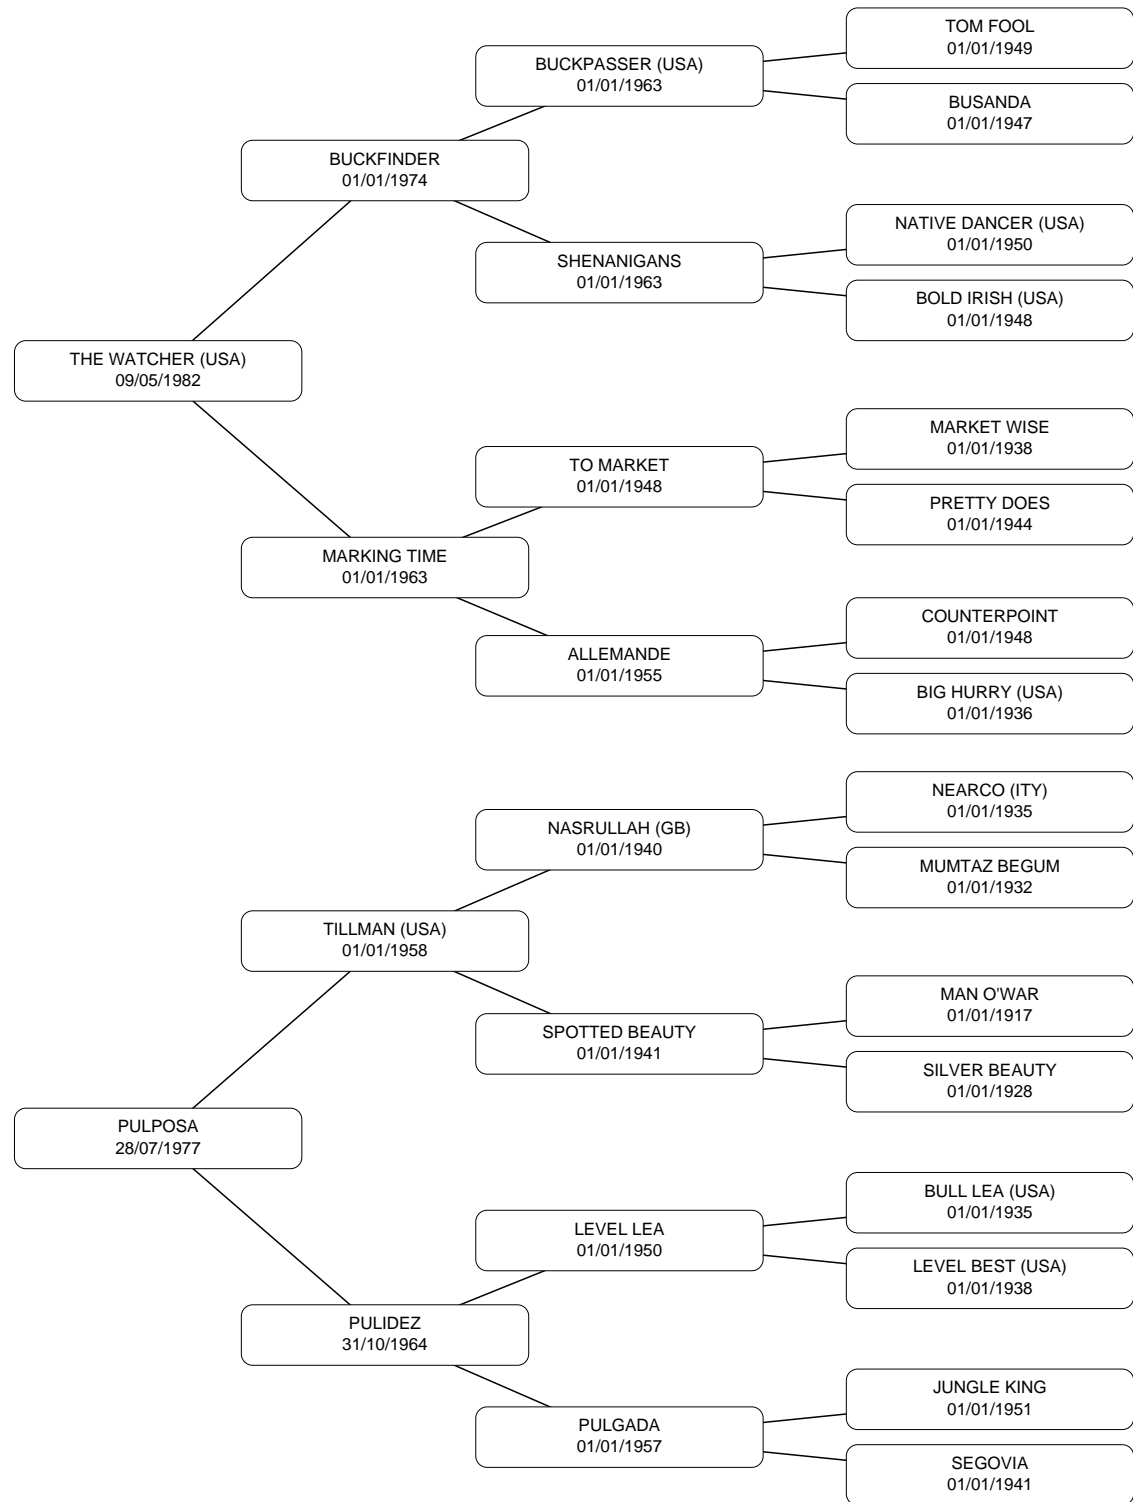 TOM FOOL
01/01/1949
BUCKPASSER (USA)
01/01/1963
BUSANDA
01/01/1947
BUCKFINDER
01/01/1974
NATIVE DANCER (USA)
01/01/1950
SHENANIGANS
01/01/1963
BOLD IRISH (USA)
01/01/1948
THE WATCHER (USA)
09/05/1982
MARKET WISE
01/01/1938
TO MARKET
01/01/1948
PRETTY DOES
01/01/1944
MARKING TIME
01/01/1963
COUNTERPOINT
01/01/1948
ALLEMANDE
01/01/1955
BIG HURRY (USA)
01/01/1936
NEARCO (ITY)
01/01/1935
NASRULLAH (GB)
01/01/1940
MUMTAZ BEGUM
01/01/1932
TILLMAN (USA)
01/01/1958
MAN O'WAR
01/01/1917
SPOTTED BEAUTY
01/01/1941
SILVER BEAUTY
01/01/1928
PULPOSA
28/07/1977
BULL LEA (USA)
01/01/1935
LEVEL LEA
01/01/1950
LEVEL BEST (USA)
01/01/1938
PULIDEZ
31/10/1964
JUNGLE KING
01/01/1951
PULGADA
01/01/1957
SEGOVIA
01/01/1941